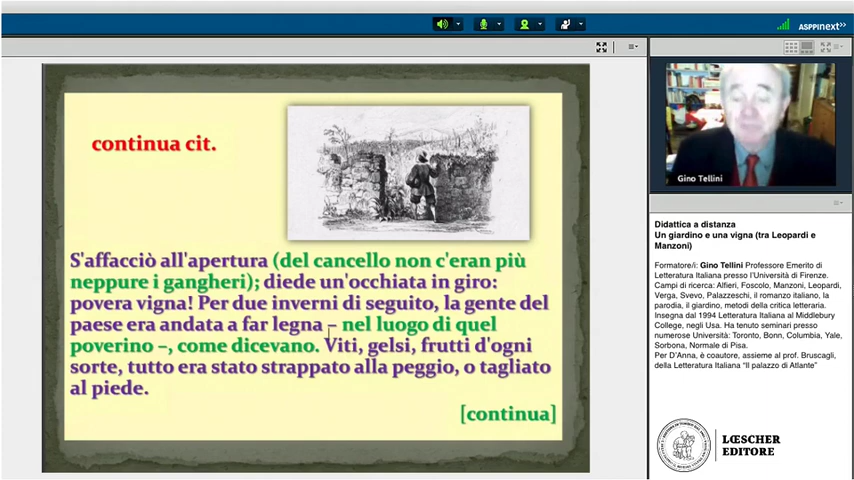 ASPPInext>>
continua cit.
S'affacciò all'apertura (del cancello non c'eran più
neppure i gangheri); diede un'occhiata in giro:
povera vigna! Per due inverni di seguito, la gente del
paese era andata a far legna – nel luogo di quel
poverino –, come dicevano. Viti, gelsi, frutti d'ogni
sorte, tutto era stato strappato alla peggio, o tagliato
al piede.
[continua]
Gino Tellini
Didattica a distanza
Un giardino e una vigna (tra Leopardi e
Manzoni)
Formatore/i: Gino Tellini Professore Emerito di
Letteratura Italiana presso l'Università di Firenze.
Campi di ricerca: Alfieri, Foscolo, Manzoni, Leopardi,
Verga, Svevo, Palazzeschi, il romanzo italiano, la
parodia, il giardino, metodi della critica letteraria.
Insegna dal 1994 Letteratura Italiana al Middlebury
College, negli Usa. Ha tenuto seminari presso
numerose Università: Toronto, Bonn, Columbia, Yale,
Sorbona, Normale di Pisa.
Per D'Anna, è coautore, assieme al prof. Bruscagli,
della Letteratura Italiana "Il palazzo di Atlante"
LŒSCHER
EDITORE